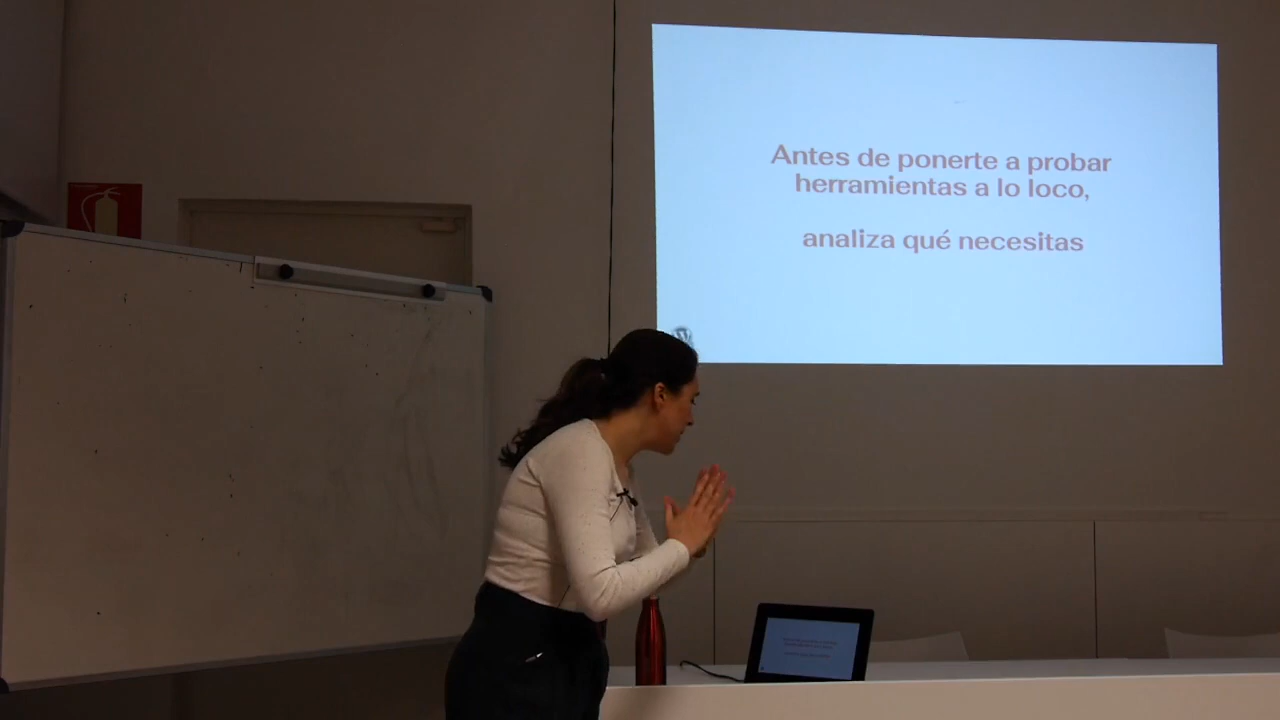 Antes de ponerte a probar
herramientas a lo loco,
analiza qué necesitas